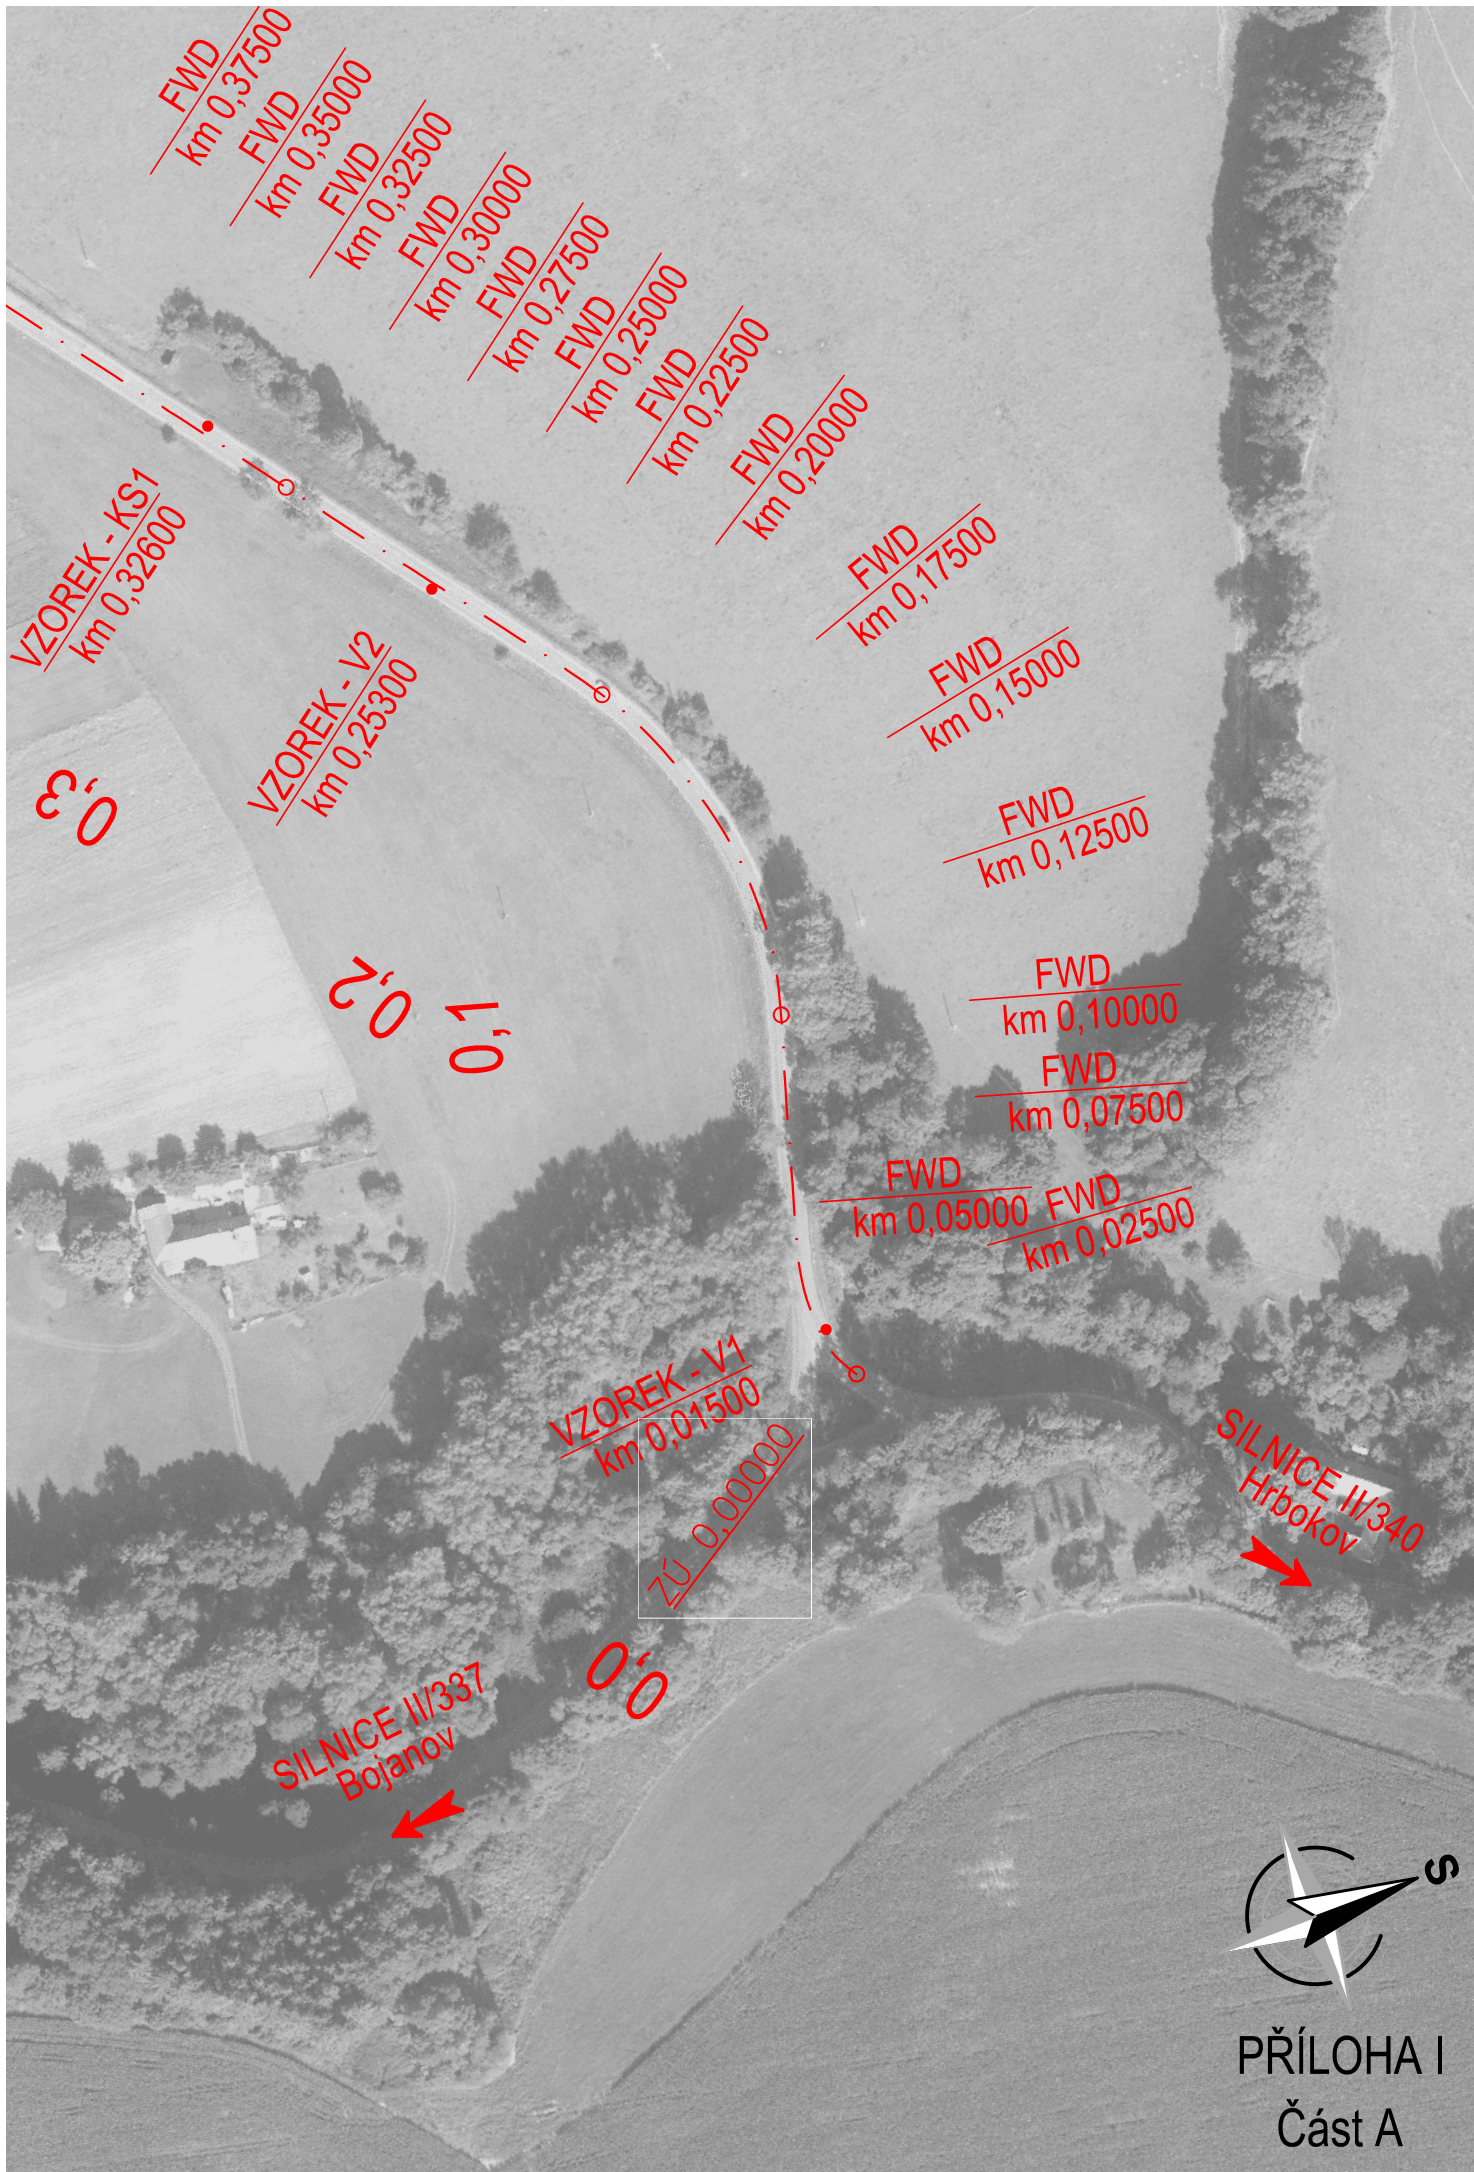 FWD
km 0,37500
FWD
km 0,35000
FWD
km 0,32500
FWD
km 0,30000
FWD
km 0,27500
FWD
km 0,25000
FWD
km 0,22500
FWD
km 0,20000
FWD
km 0,17500
FWD
km 0,15000
FWD
km 0,12500
FWD
km 0,10000
FWD
km 0,07500
FWD
km 0,05000
FWD
km 0,02500
VZOREK - KS1
km 0,32600
VZOREK - V2
km 0,25300
0,3
0,2
0,1
VZOREK - V1
km 0,01500
ZÚ 0,00000
0,0
SILNICE II/340
Hrbokov
SILNICE II/337
Bojanov
S
PŘÍLOHA I
Část A